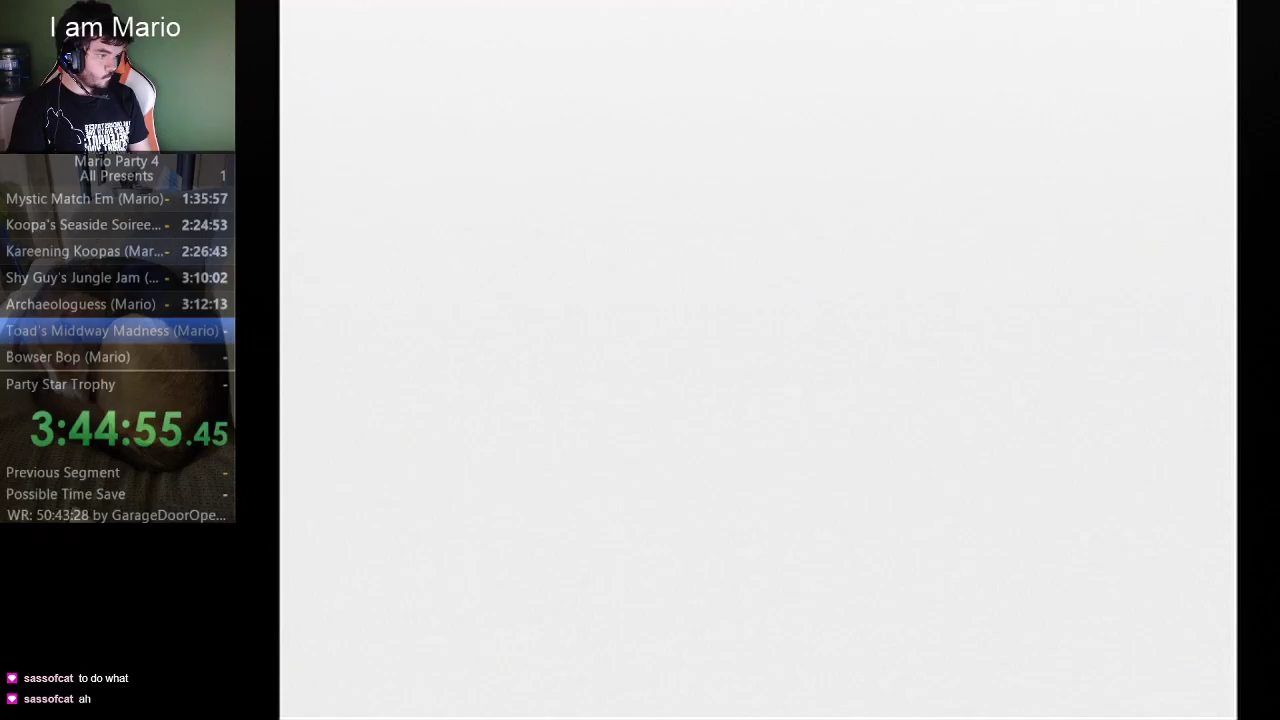 I am Mario
Mario Party 4
All Presents 1
Mystic Match Em (Mario) - 1:35:57
Koopa's Seaside Soiree... - 2:24:53
Kareening Koopas (Mar... - 2:26:43
Shy Guy's Jungle Jam (... - 3:10:02
Archaeologuess (Mario) - 3:12:13
Toad's Middway Madness (Mario) -
Bowser Bop (Mario) -
Party Star Trophy -
3:44:55.45
Previous Segment -
Possible Time Save -
WR: 50:43:28 by GarageDoorOpe...
sassofcat to do what
sassofcat ah